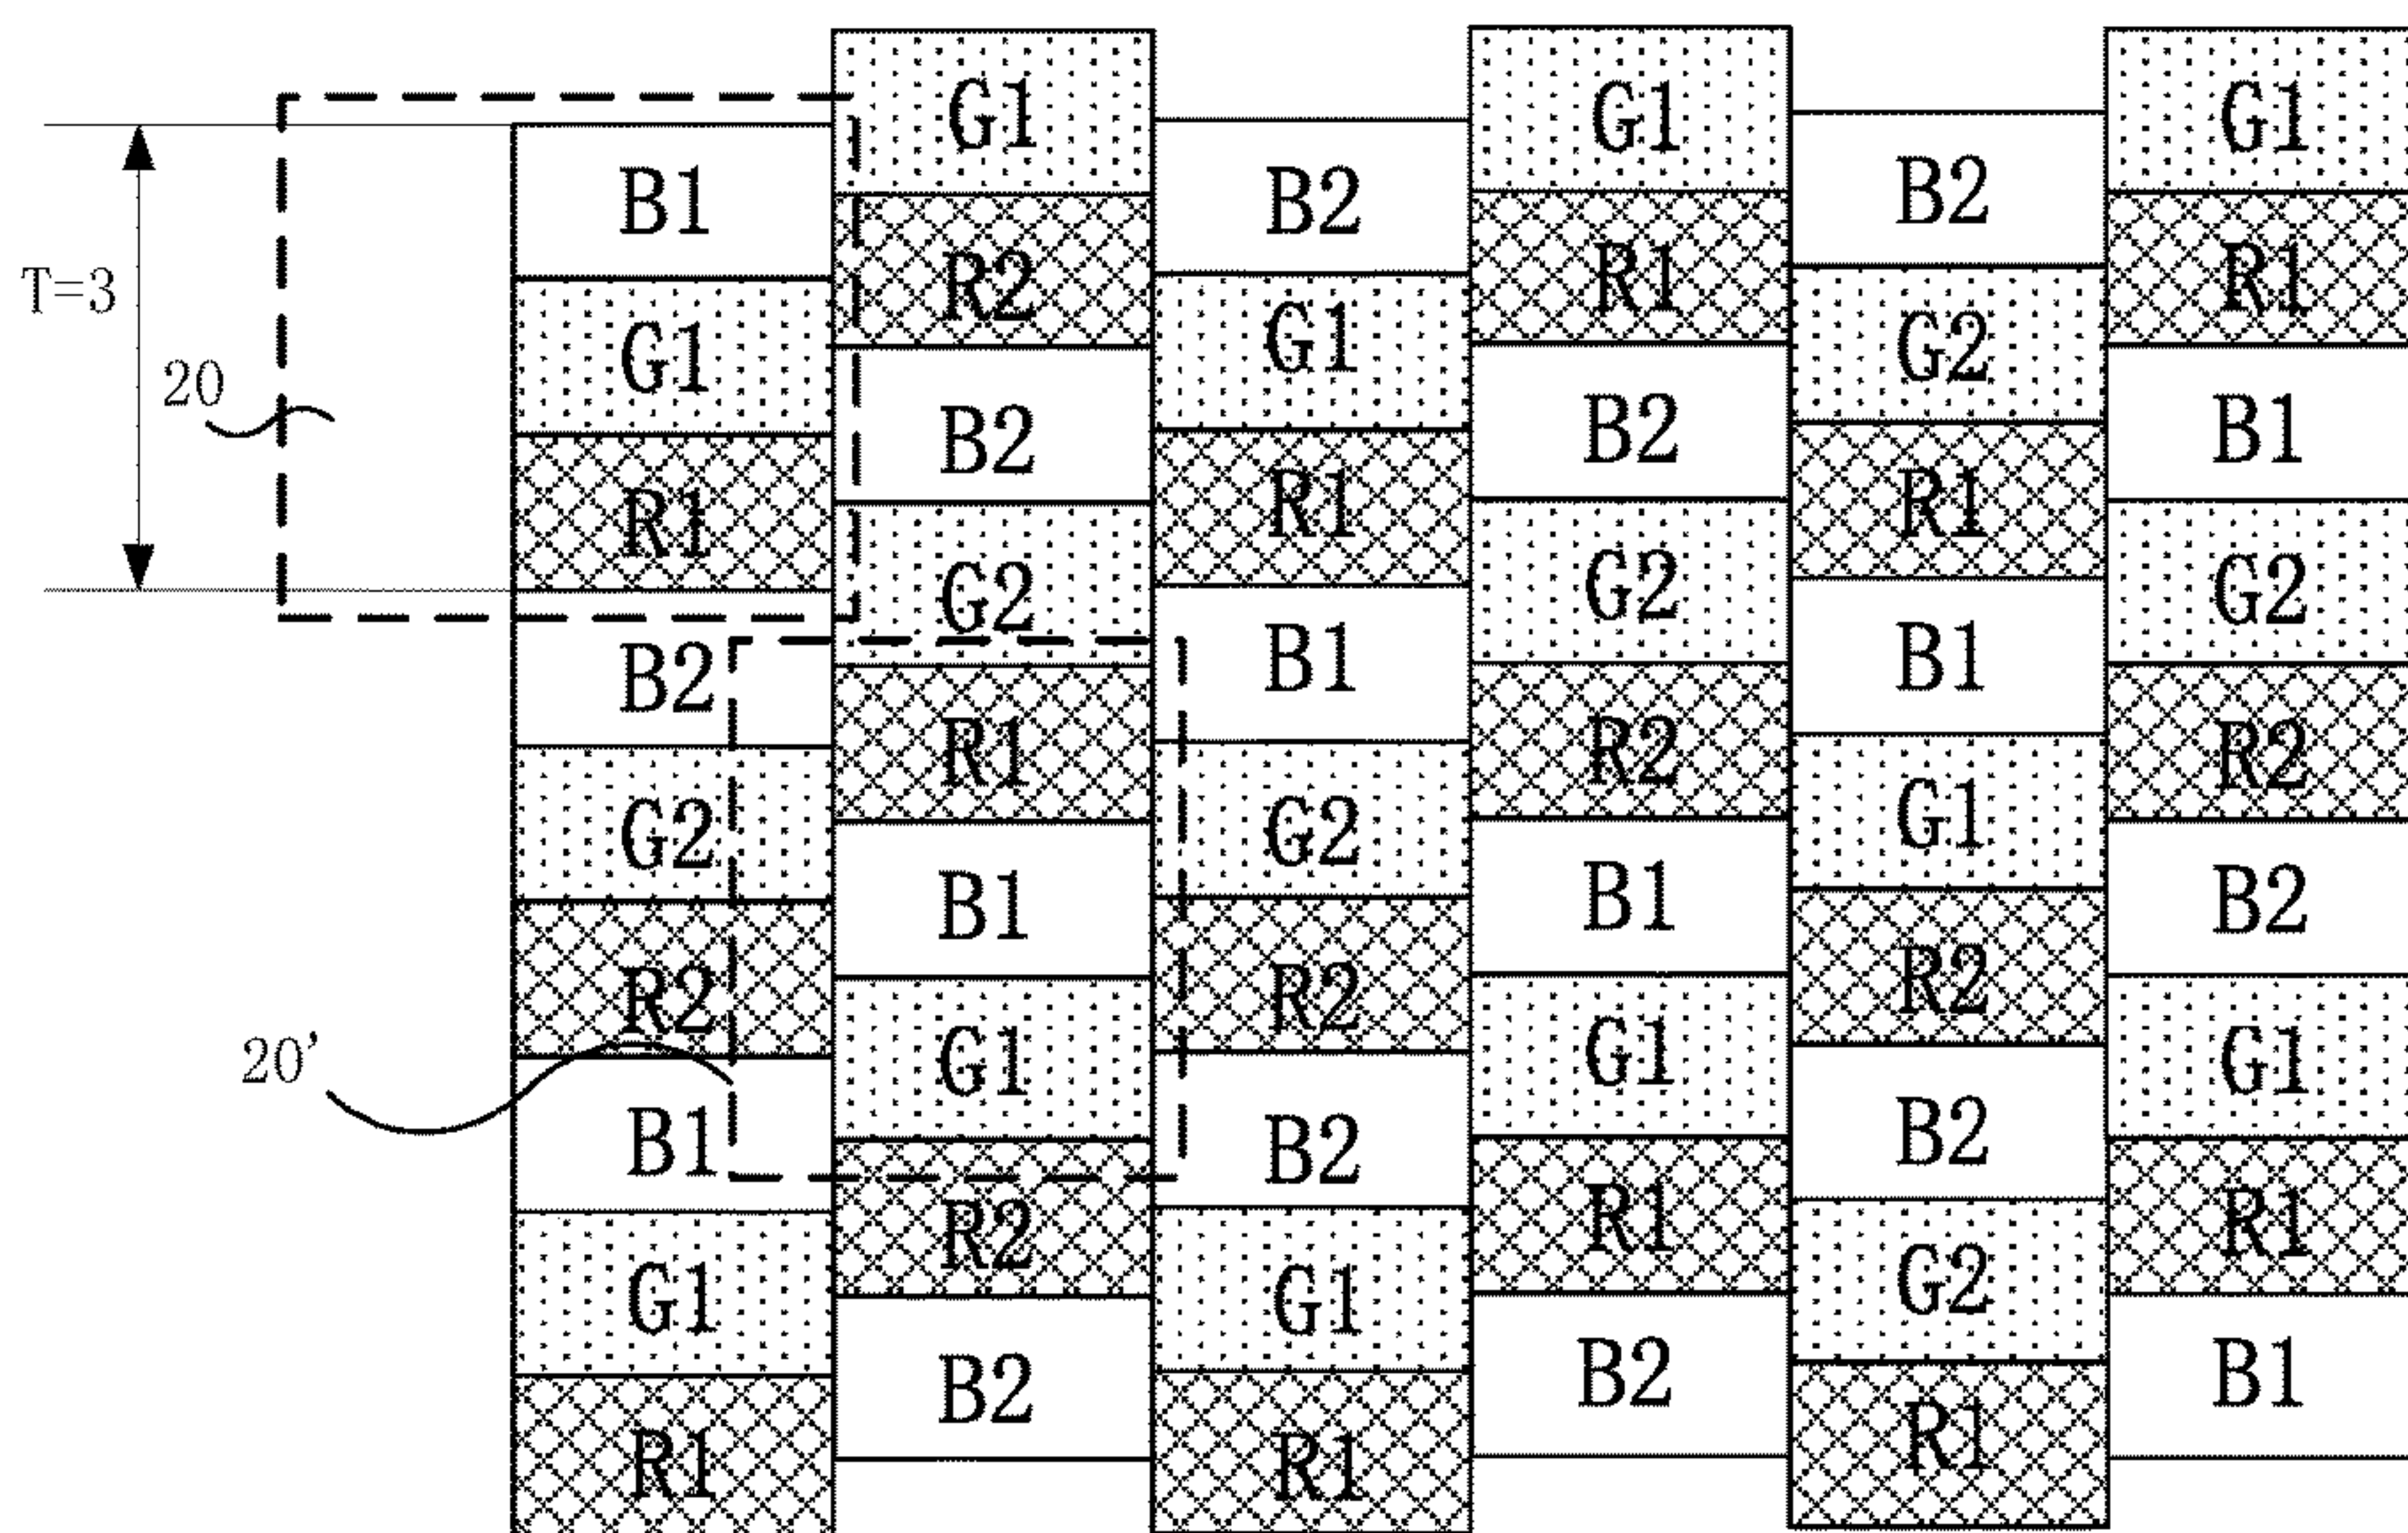 G1 G1 G1
B1 B2 B2
R2 R1 R1
T=3
G1 G1 G2
20
B2 B2 B1
R1 R1 R1
G2 G2 G2
B2 B1 B1
R1 R2 R2
G2 G2 G1
B1 B1 B2
R2 R2 R2
20'
G1 G1 G1
B1 B2 B2
R2 R1 R1
G1 G1 G2
B2 B2 B1
R1 R1 R1